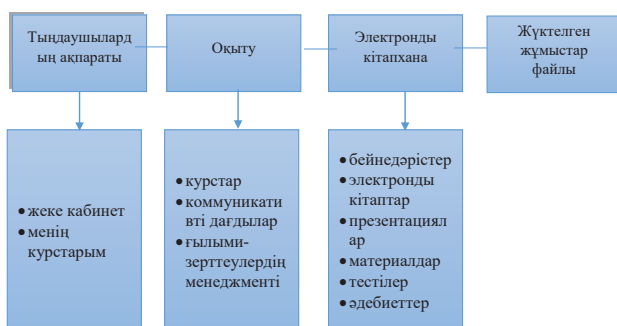 Тыңдаушылард
ың ақпараты
Оқыту
Электронды
кітапхана
Жүктелген
жұмыстар
файлы
• жеке кабинет
• менің
курстарым
• курстар
• коммуникати
вті дағдылар
• ғылыми-
зерттеулердің
менеджменті
• бейнедәрістер
• электронды
кітаптар
• презентациял
ар
• материалдар
• тестілер
• әдебиеттер